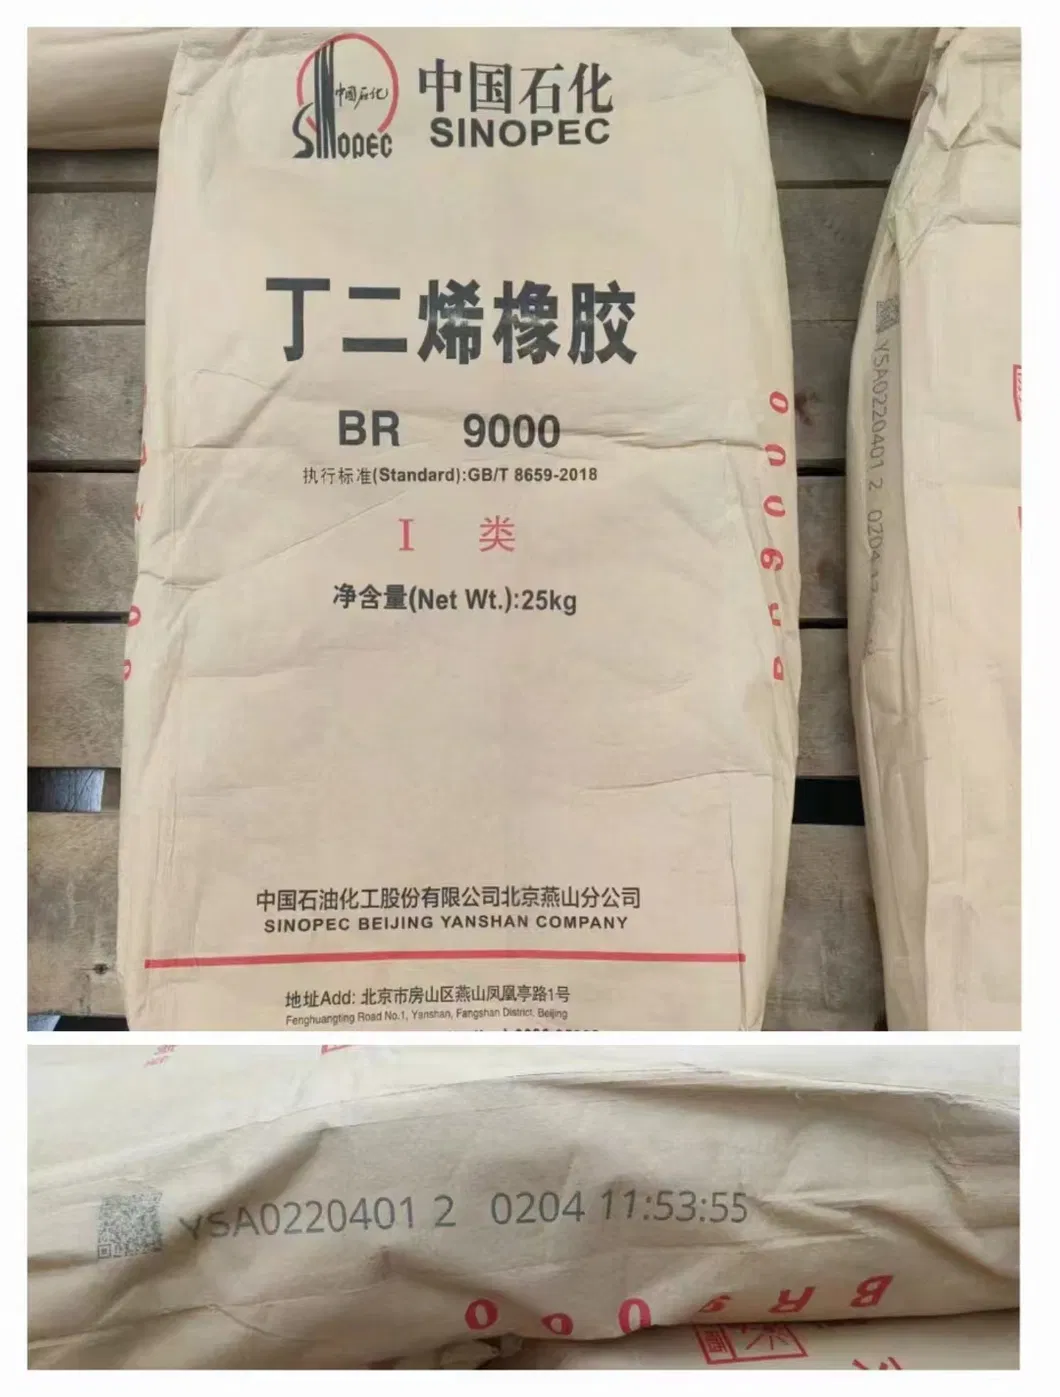 中国石化
SINOPEC
中国石化
SINOPEC
丁二烯橡胶
BR 9000
执行标准(Standard):GB/T 8659-2018
I 类
净含量(Net Wt.):25kg
中国石油化工股份有限公司北京燕山分公司
SINOPEC BEIJING YANSHAN COMPANY
地址Add: 北京市房山区燕山凤凰亭路1号
Fenghuangting Road No.1, Yanshan, Fangshan District, Beijing
BR9000
YSA0220401 2 0204
YSA0220401 2 0204 11:53:55
BR9000